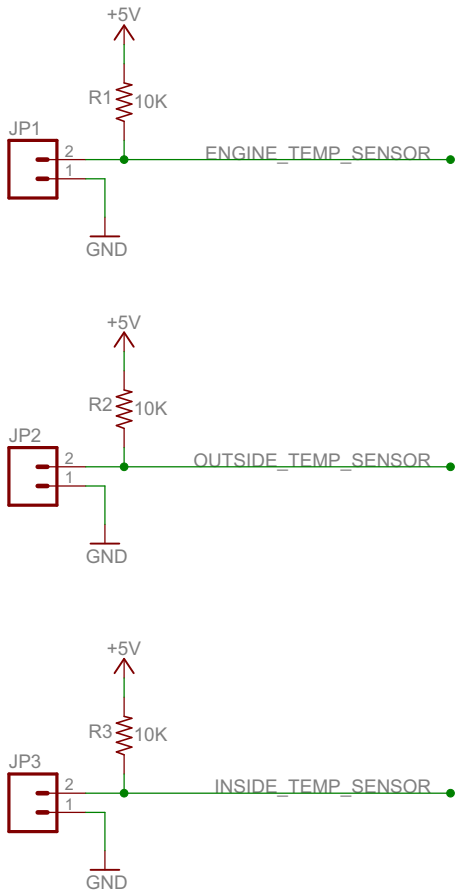 +5V
R1 10K
JP1
2 ENGINE_TEMP_SENSOR
1
GND
+5V
R2 10K
JP2
2 OUTSIDE_TEMP_SENSOR
1
GND
+5V
R3 10K
JP3
2 INSIDE_TEMP_SENSOR
1
GND